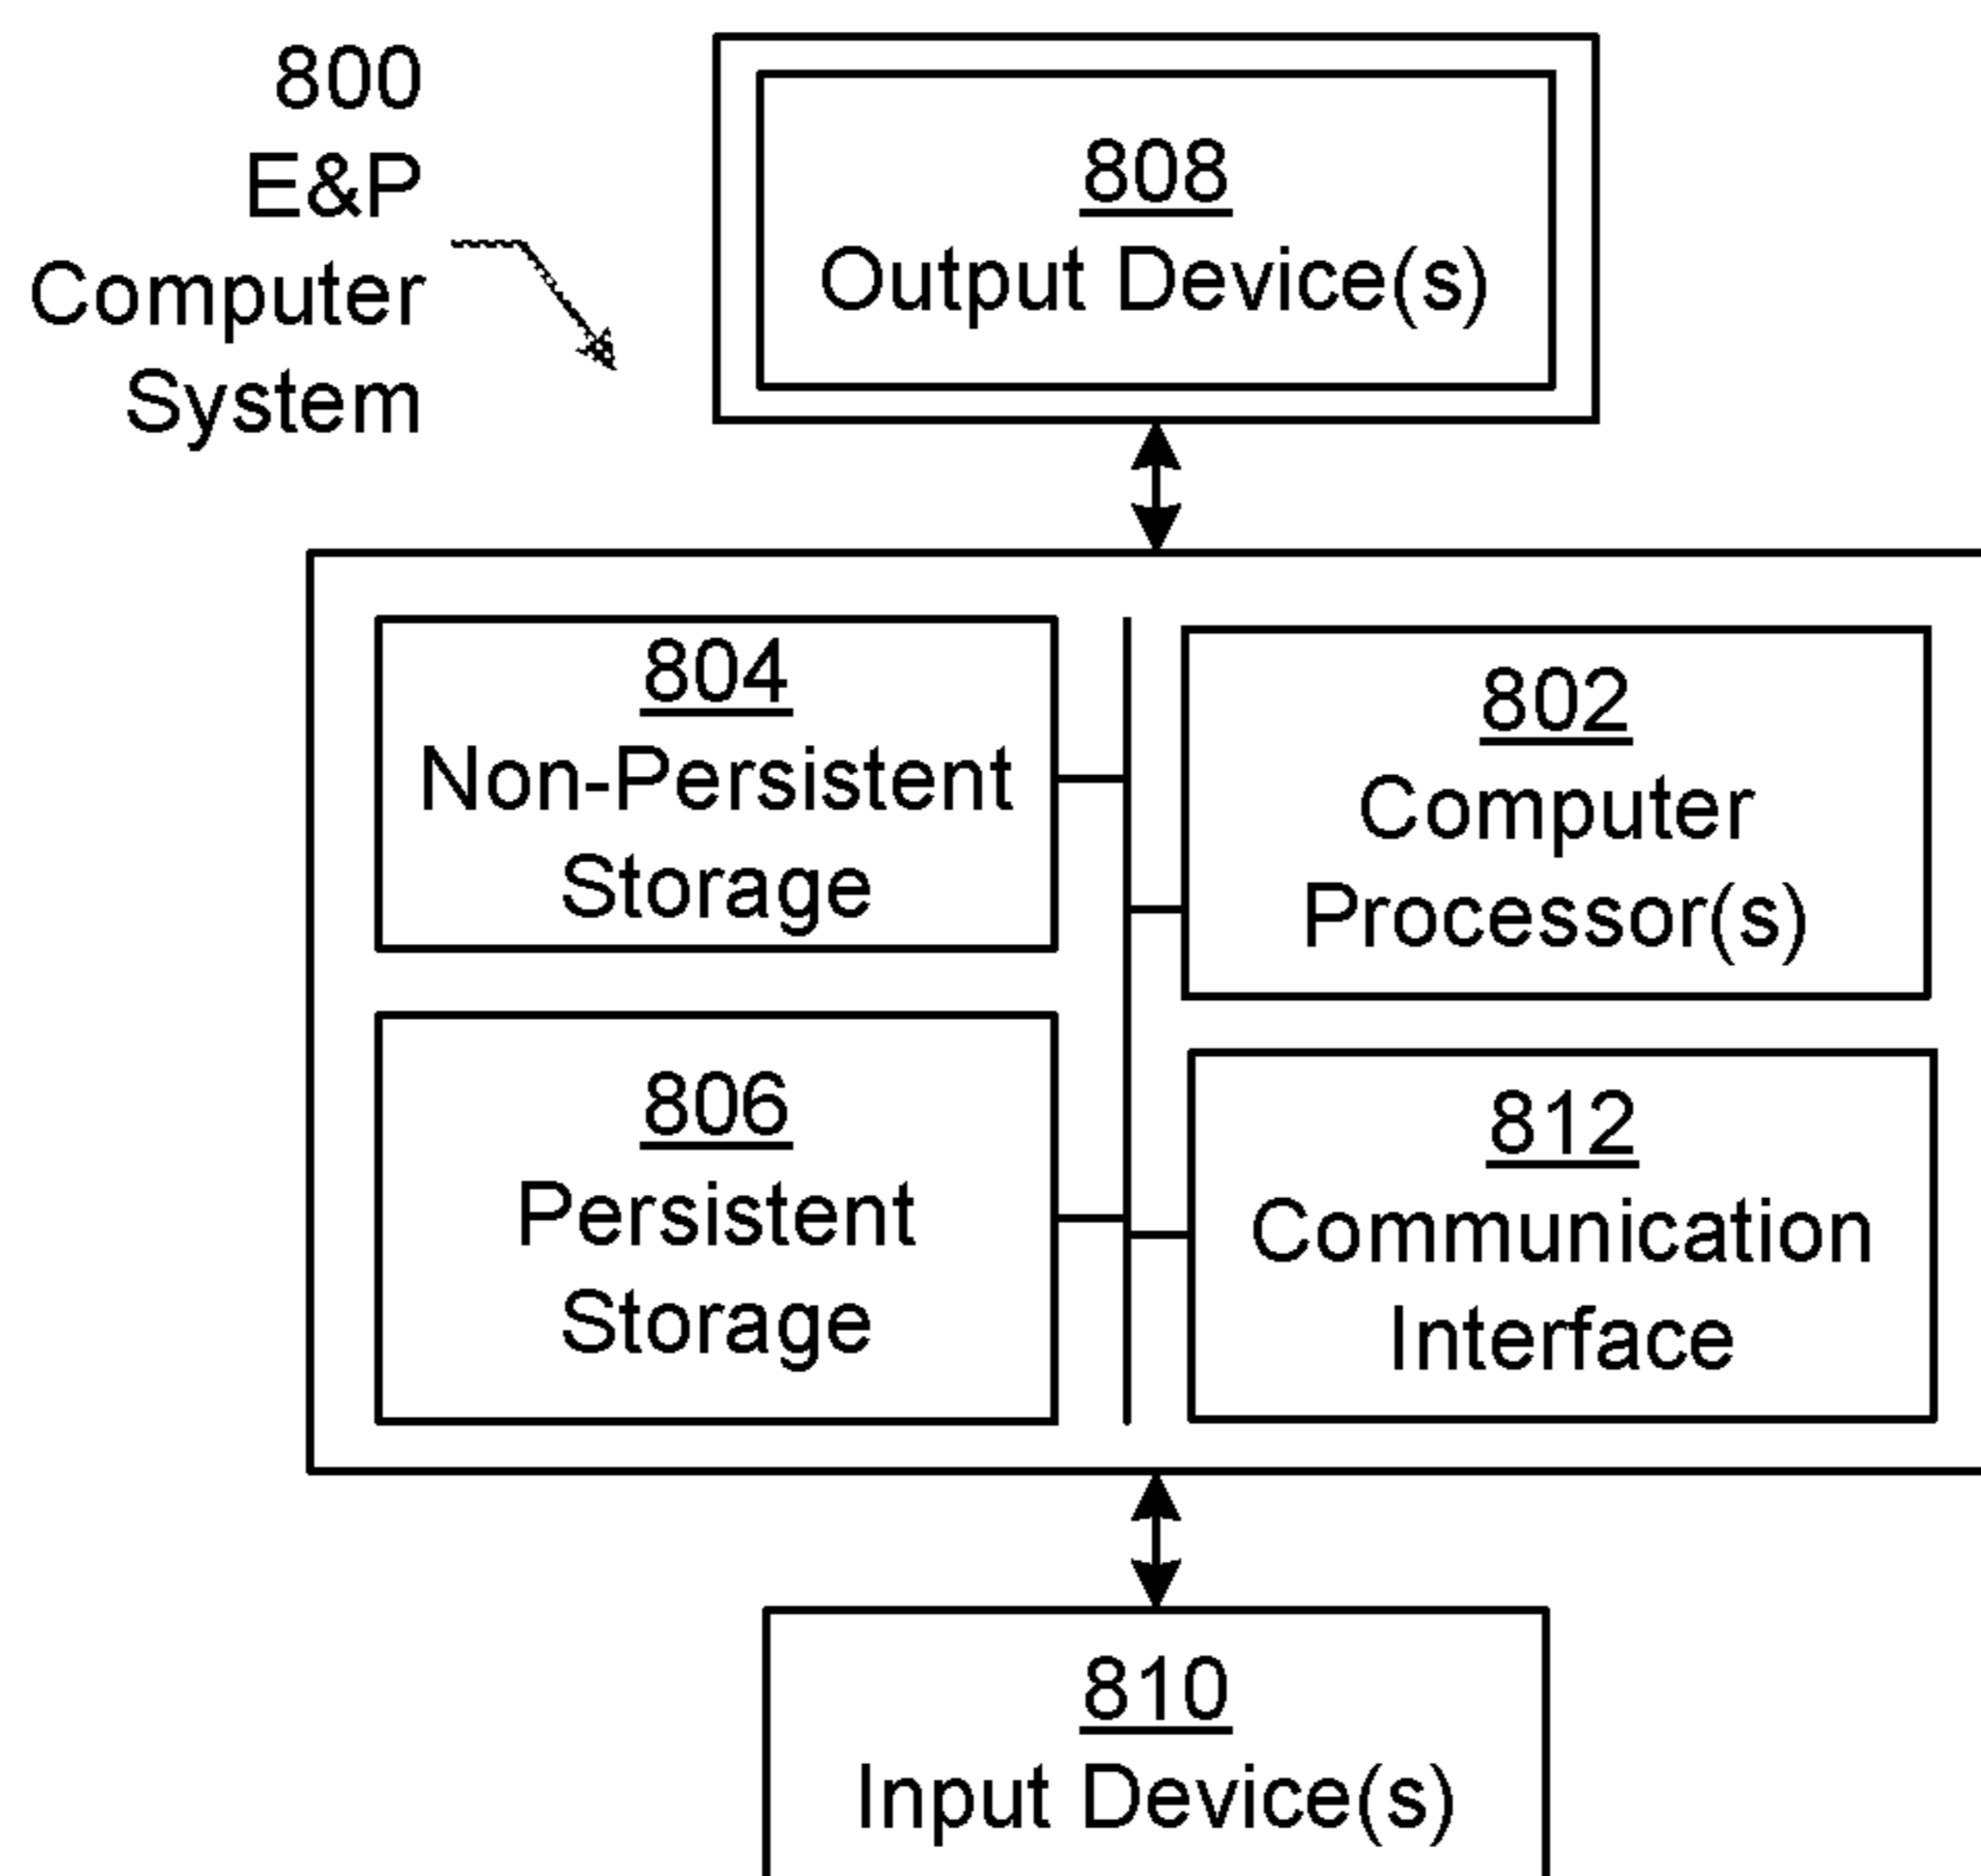 800
E&P
Computer
System
808
Output Device(s)
804
Non-Persistent
Storage
802
Computer
Processor(s)
806
Persistent
Storage
812
Communication
Interface
810
Input Device(s)